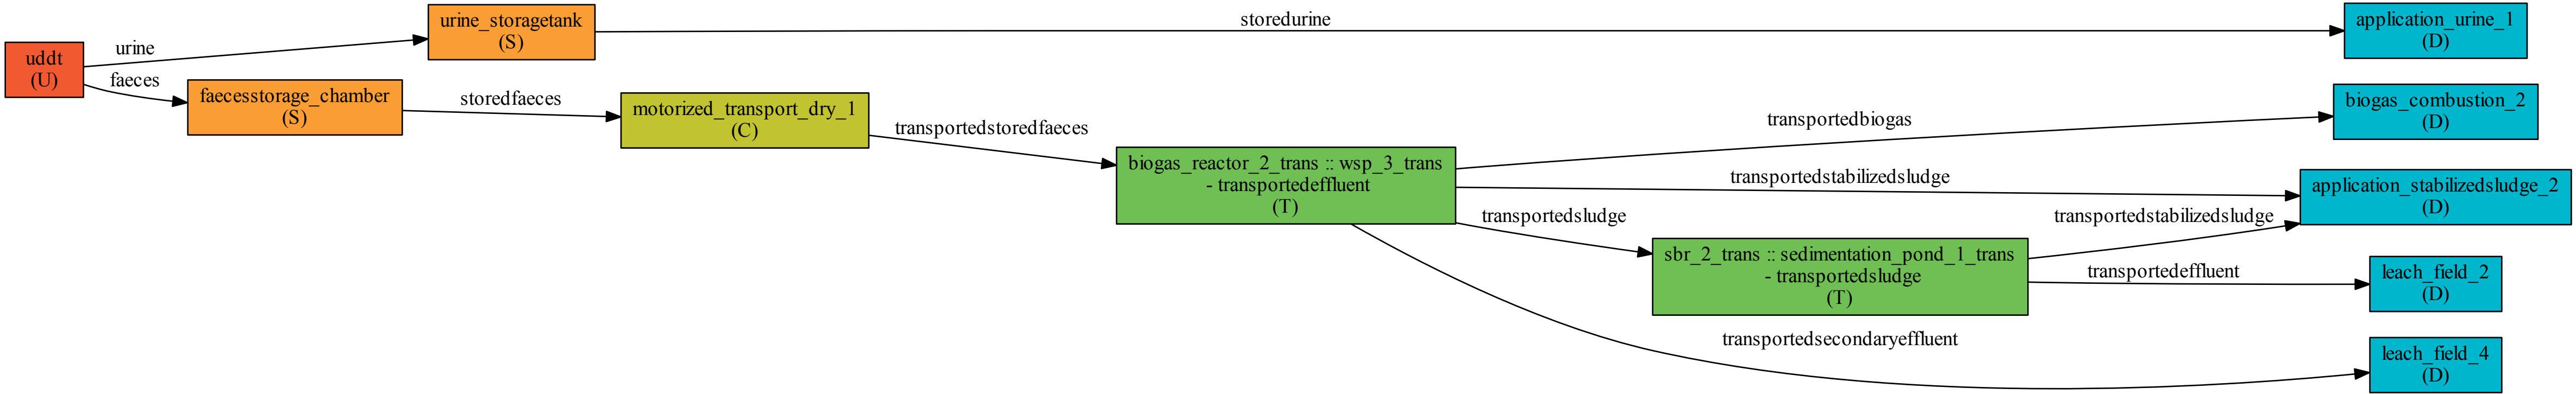 uddt
(U)
urine
faeces
urine_storagetank
(S)
faecesstorage_chamber
(S)
storedurine
storedfaeces
motorized_transport_dry_1
(C)
transportedstoredfaeces
biogas_reactor_2_trans :: wsp_3_trans
- transportedeffluent
(T)
transportedbiogas
transportedstabilizedsludge
transportedsludge
transportedsecondaryeffluent
sbr_2_trans :: sedimentation_pond_1_trans
- transportedsludge
(T)
transportedstabilizedsludge
transportedeffluent
application_urine_1
(D)
biogas_combustion_2
(D)
application_stabilizedsludge_2
(D)
leach_field_2
(D)
leach_field_4
(D)